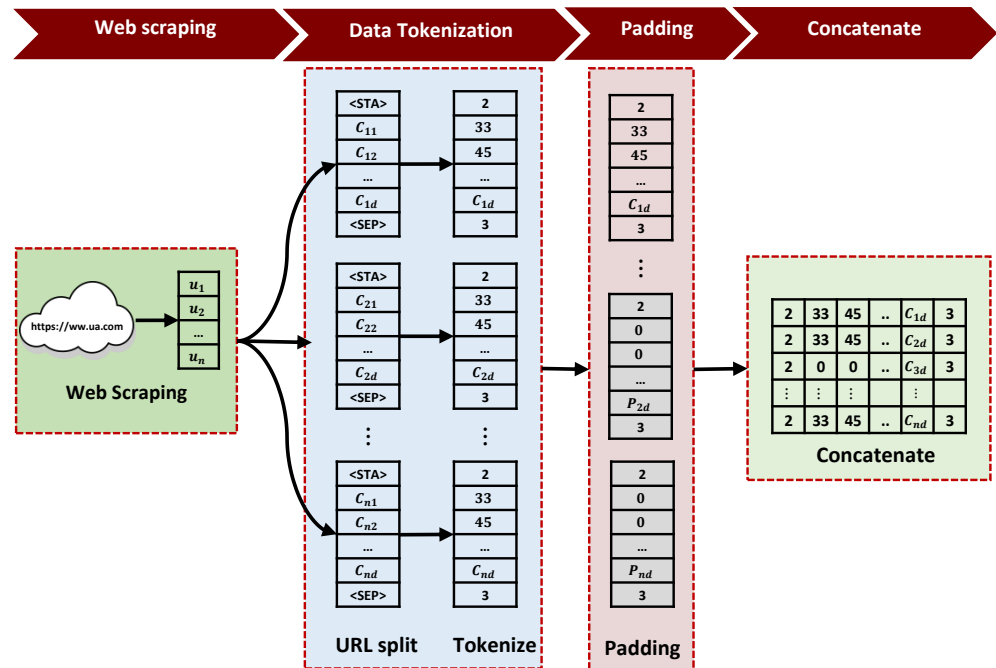 Web scraping
Data Tokenization
Padding
Concatenate
https://ww.ua.com
u₁
u₂
...
uₙ
Web Scraping
<STA>
C₁₁
C₁₂
...
C₁d
<SEP>
2
33
45
...
C₁d
3
<STA>
C₂₁
C₂₂
...
C₂d
<SEP>
2
33
45
...
C₂d
3
⋮
⋮
<STA>
Cₙ₁
Cₙ₂
...
Cₙd
<SEP>
2
33
45
...
Cₙd
3
URL split
Tokenize
2
33
45
...
C₁d
3
⋮
2
0
0
...
P₂d
3
2
0
0
...
Pₙd
3
Padding
2 33 45 .. C₁d 3
2 33 45 .. C₂d 3
2 0 0 .. C₃d 3
⋮ ⋮ ⋮ ⋮
2 33 45 .. Cₙd 3
Concatenate